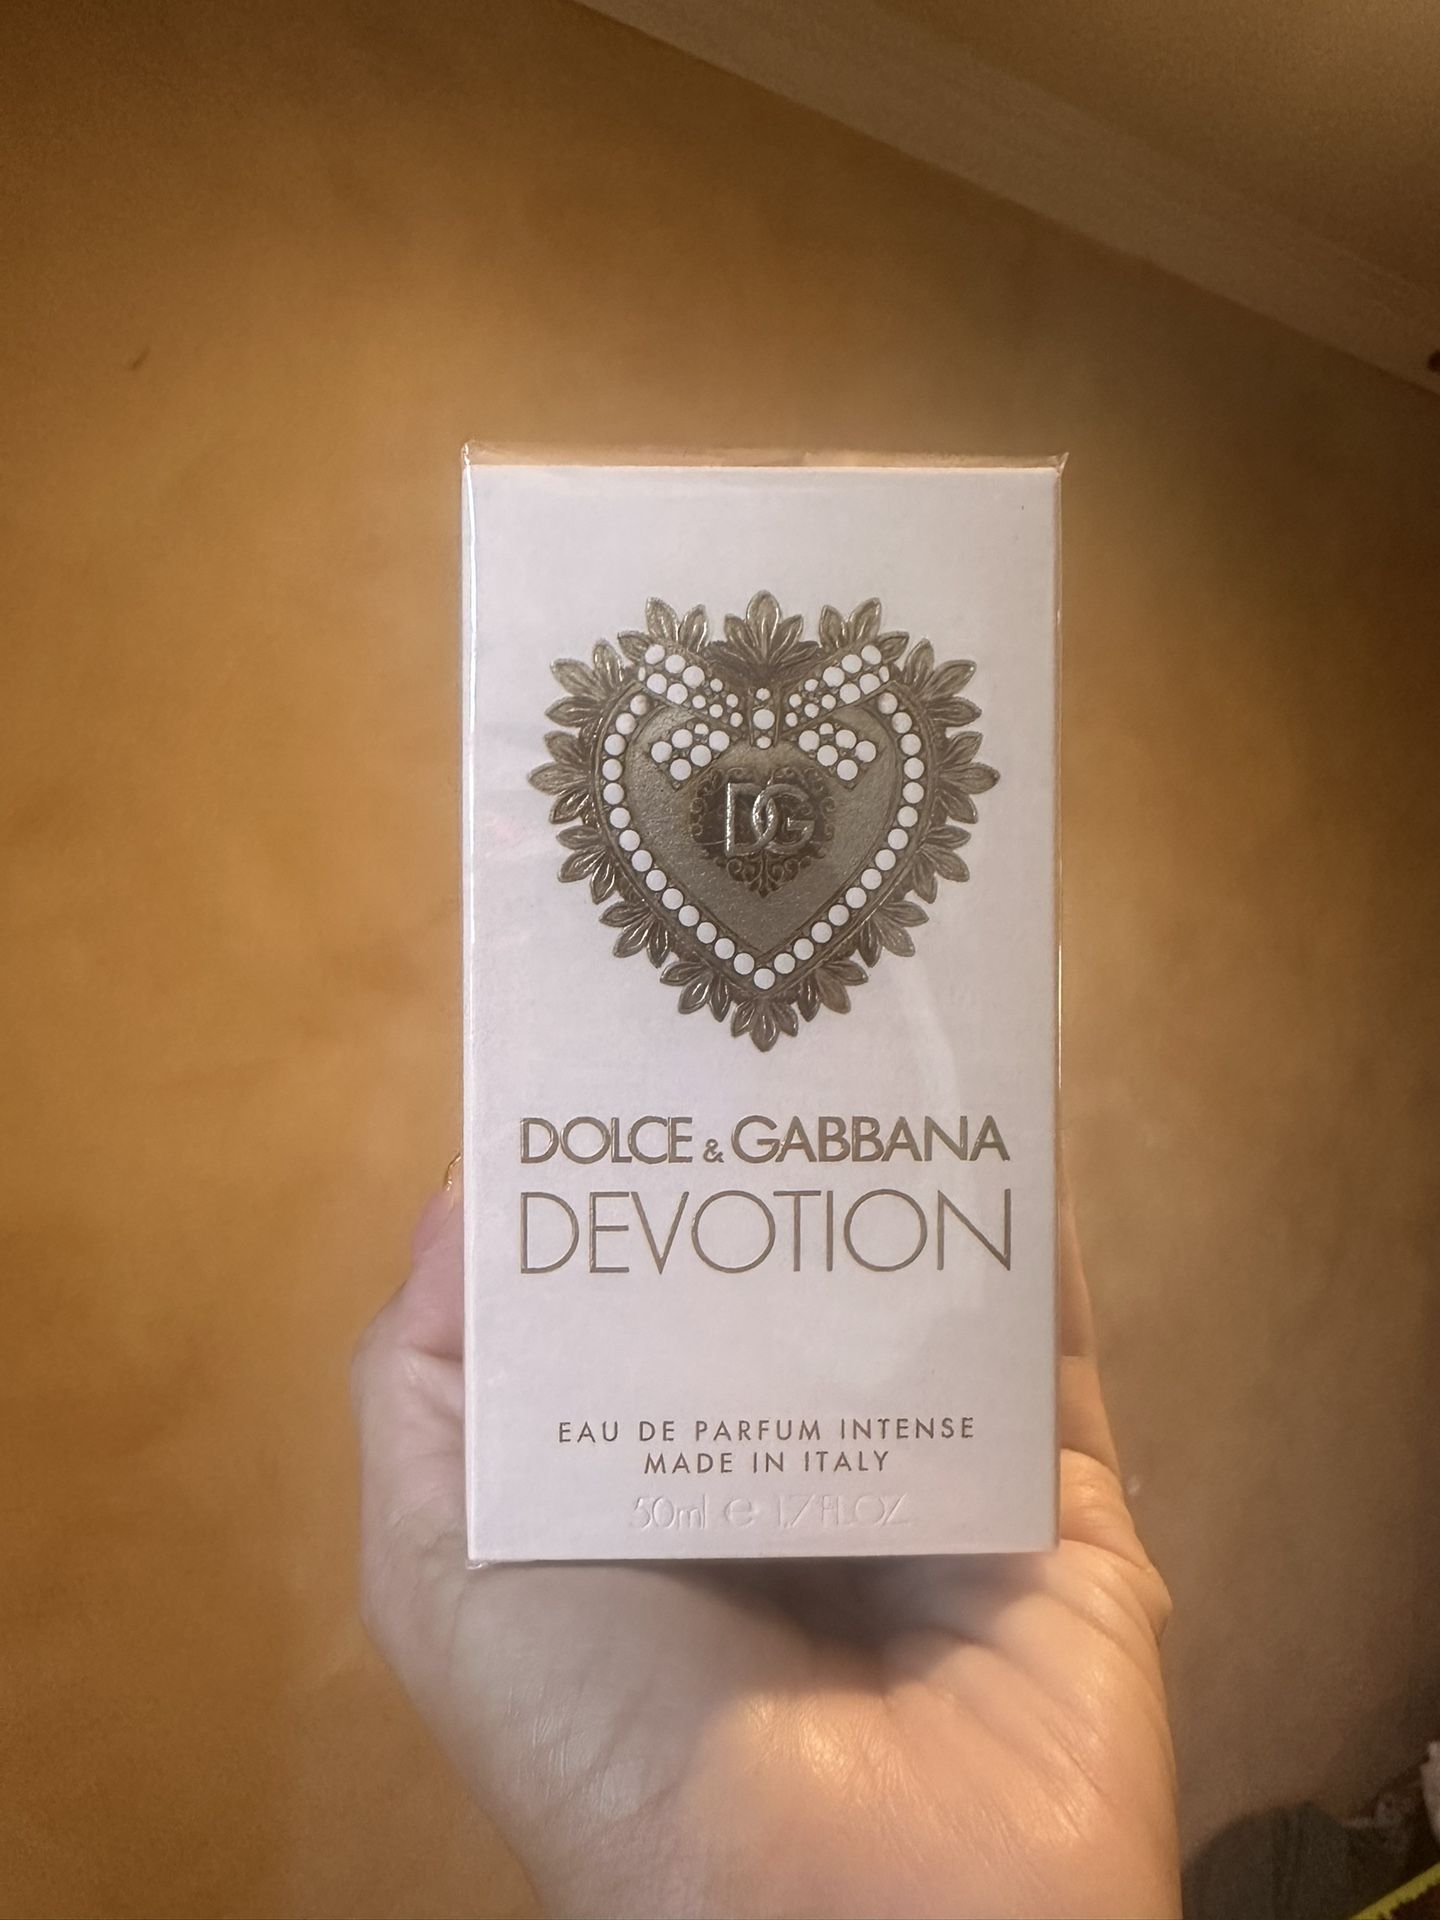 DG
DOLCE & GABBANA
DEVOTION
EAU DE PARFUM INTENSE
MADE IN ITALY
50ml e 1.7 FL.OZ.